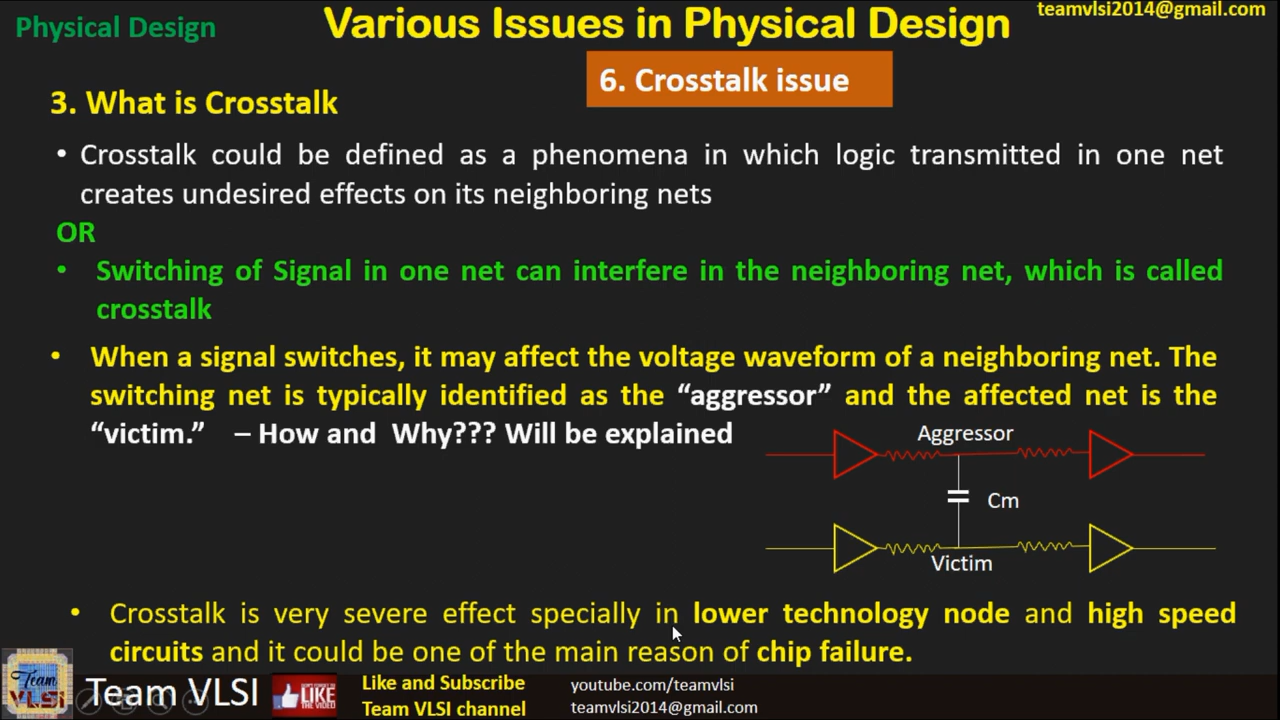 Physical Design
Various Issues in Physical Design
teamvlsi2014@gmail.com
6. Crosstalk issue
3. What is Crosstalk
• Crosstalk could be defined as a phenomena in which logic transmitted in one net
creates undesired effects on its neighboring nets
OR
• Switching of Signal in one net can interfere in the neighboring net, which is called
crosstalk
• When a signal switches, it may affect the voltage waveform of a neighboring net. The
switching net is typically identified as the “aggressor” and the affected net is the
“victim.” – How and Why??? Will be explained
Aggressor
Cm
Victim
• Crosstalk is very severe effect specially in lower technology node and high speed
circuits and it could be one of the main reason of chip failure.
Team
VLSI
Team VLSI
LIKE
THE VIDEO
Like and Subscribe
Team VLSI channel
youtube.com/teamvlsi
teamvlsi2014@gmail.com